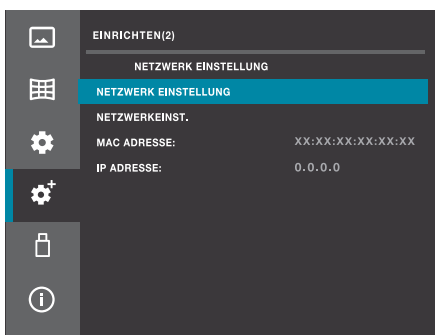 EINRICHTEN(2)
NETZWERK EINSTELLUNG
NETZWERK EINSTELLUNG
NETZWERKEINST.
MAC ADRESSE: XX:XX:XX:XX:XX:XX
IP ADRESSE: 0.0.0.0